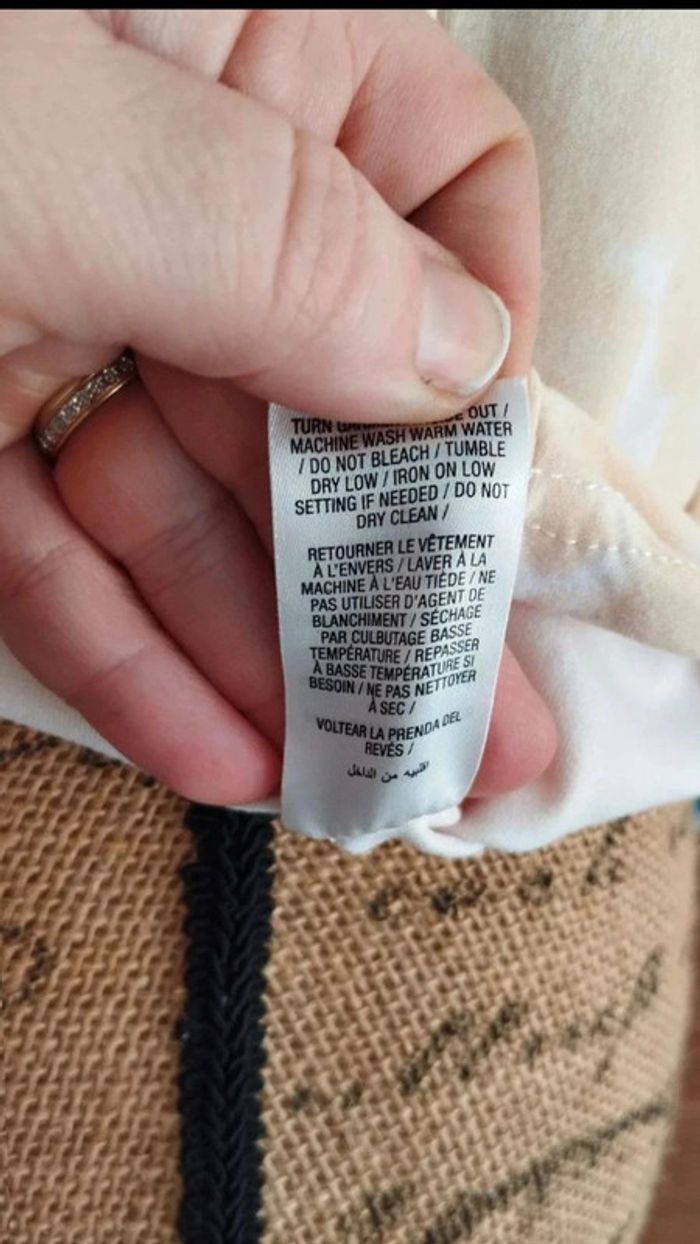 TURN OUT /
MACHINE WASH WARM WATER
/ DO NOT BLEACH / TUMBLE
DRY LOW / IRON ON LOW
SETTING IF NEEDED / DO NOT
DRY CLEAN /
RETOURNER LE VÊTEMENT
À L'ENVERS / LAVER À LA
MACHINE À L'EAU TIÈDE / NE
PAS UTILISER D'AGENT DE
BLANCHIMENT / SÉCHAGE
PAR CULBUTAGE BASSE
TEMPÉRATURE / REPASSER
À BASSE TEMPÉRATURE SI
BESOIN / NE PAS NETTOYER
À SEC /
VOLTEAR LA PRENDA DEL
REVÉS /
من الداخل